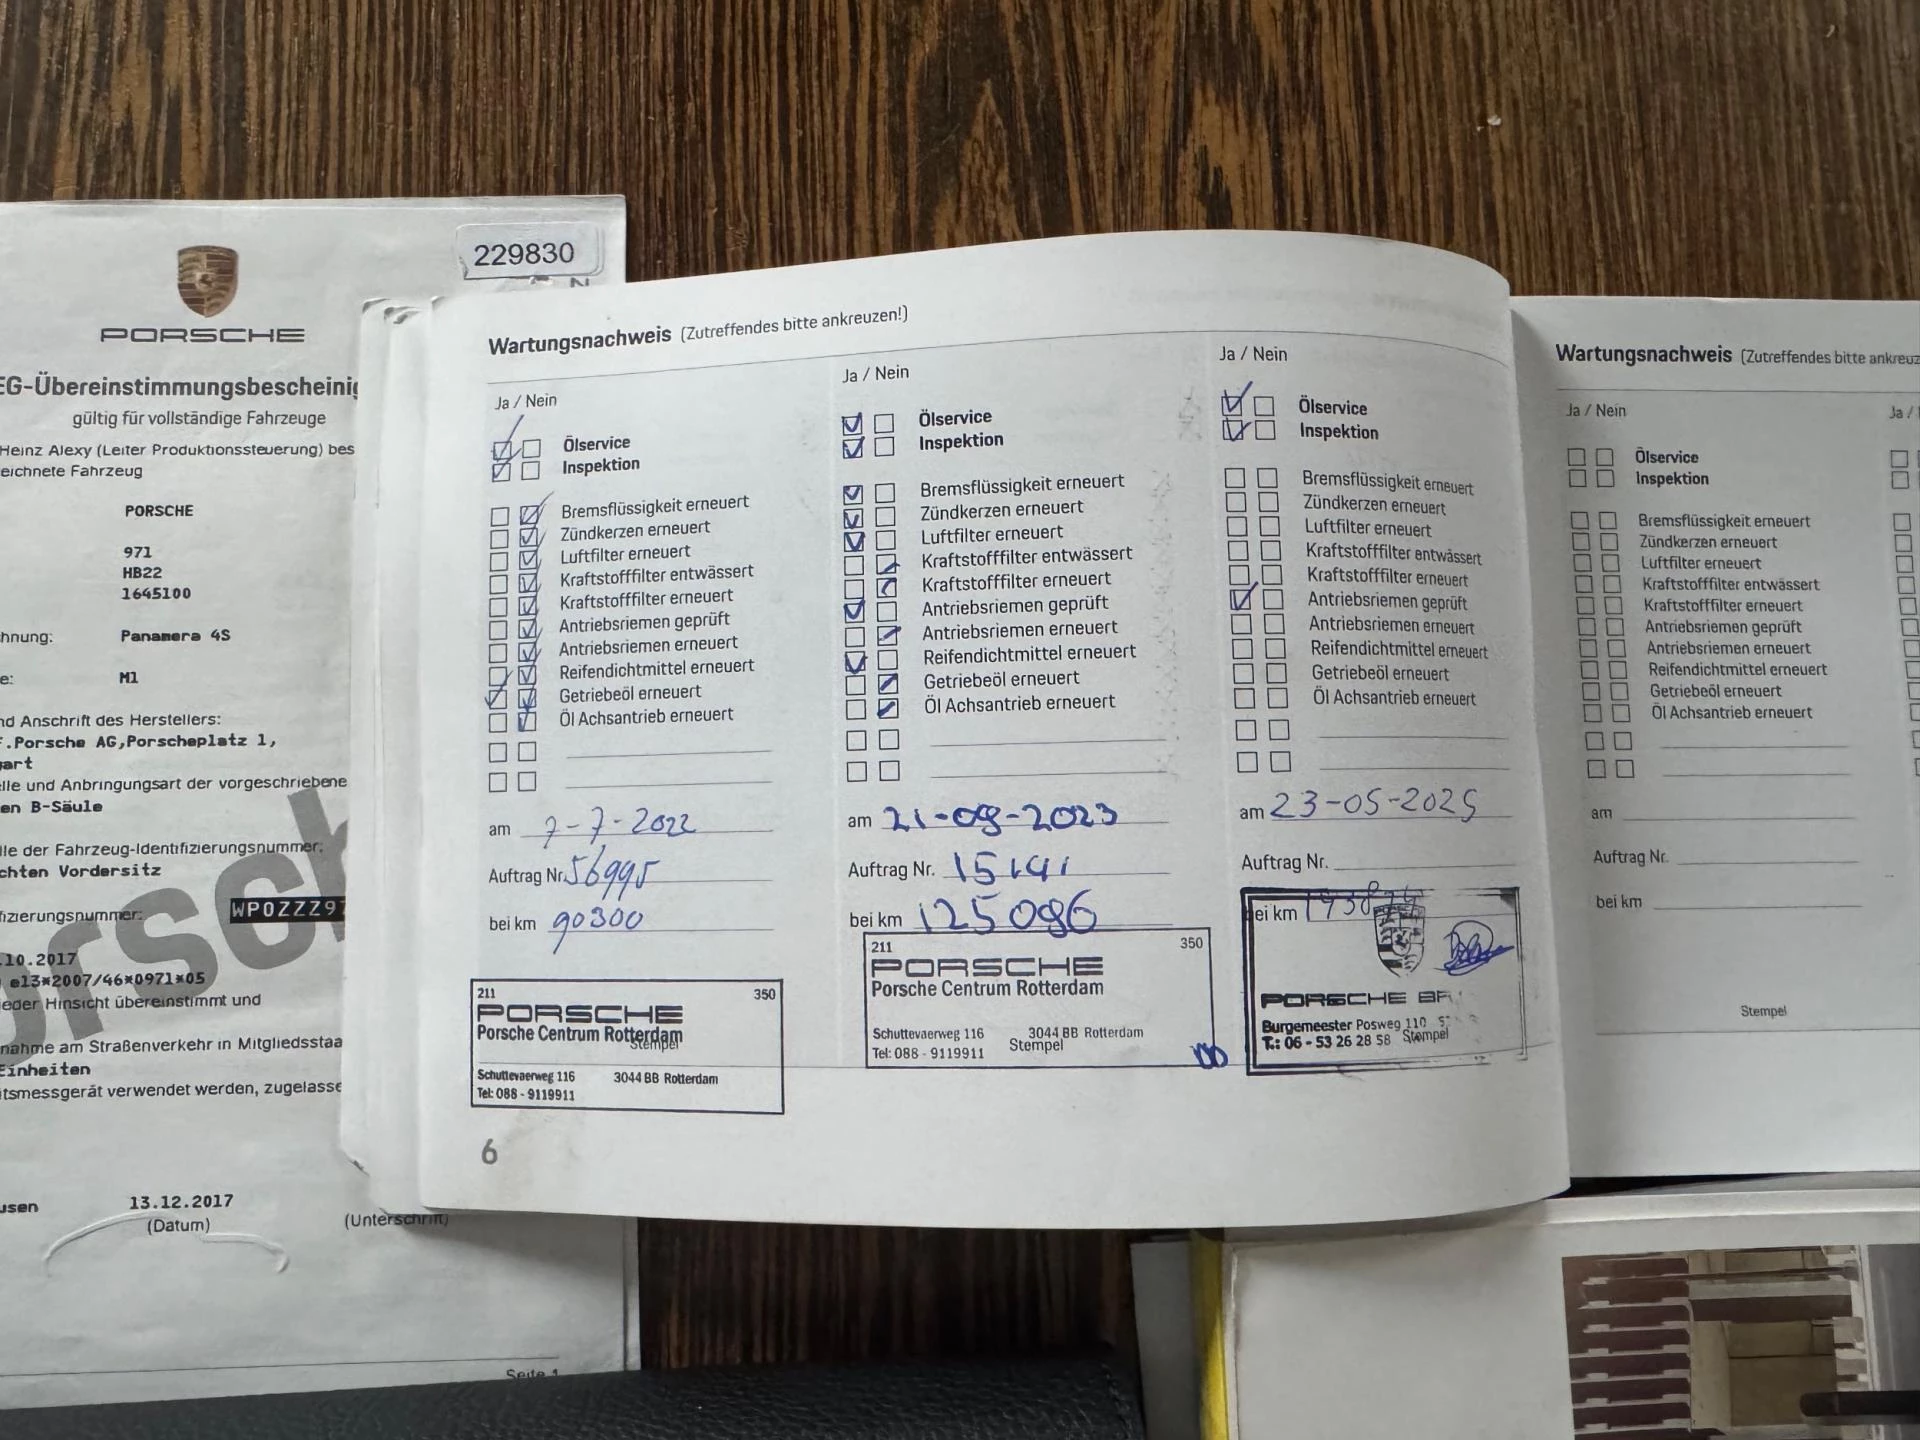 229830
PORSCHE
EG-Übereinstimmungsbescheinig
gültig für vollständige Fahrzeuge
Heinz Alexy (Leiter Produktionssteuerung) bes
eichnete Fahrzeug
PORSCHE
971
HB22
1645100
hnung: Panamera 4S
e: M1
nd Anschrift des Herstellers:
F.Porsche AG,Porscheplatz 1,
gart
lle und Anbringungsart der vorgeschriebene
en B-Säule
lle der Fahrzeug-Identifizierungsnummer:
chten Vordersitz
fizierungsnummer: WP0ZZZ97
.10.2017
e13*2007/46*0971*05
jeder Hinsicht übereinstimmt und
nahme am Straßenverkehr in Mitgliedsstaa
Einheiten
itsmessgerät verwendet werden, zugelasse
orsch
usen 13.12.2017
(Datum) (Unterschrift)
Seite 1
Wartungsnachweis (Zutreffendes bitte ankreuzen!)
Ja / Nein
Ölservice
Inspektion
Bremsflüssigkeit erneuert
Zündkerzen erneuert
Luftfilter erneuert
Kraftstofffilter entwässert
Kraftstofffilter erneuert
Antriebsriemen geprüft
Antriebsriemen erneuert
Reifendichtmittel erneuert
Getriebeöl erneuert
Öl Achsantrieb erneuert
am 7-7-2022
Auftrag Nr. 56995
bei km 90300
211 350
PORSCHE
Porsche Centrum Rotterdam
Stempel
Schuttevaerweg 116 3044 BB Rotterdam
Tel: 088 - 9119911
6
Ja / Nein
Ölservice
Inspektion
Bremsflüssigkeit erneuert
Zündkerzen erneuert
Luftfilter erneuert
Kraftstofffilter entwässert
Kraftstofffilter erneuert
Antriebsriemen geprüft
Antriebsriemen erneuert
Reifendichtmittel erneuert
Getriebeöl erneuert
Öl Achsantrieb erneuert
am 21-09-2023
Auftrag Nr.
bei km 125086
211 350
PORSCHE
Porsche Centrum Rotterdam
Schuttevaerweg 116 3044 BB Rotterdam
Tel: 088 - 9119911 Stempel
Ja / Nein
Ölservice
Inspektion
Bremsflüssigkeit erneuert
Zündkerzen erneuert
Luftfilter erneuert
Kraftstofffilter entwässert
Kraftstofffilter erneuert
Antriebsriemen geprüft
Antriebsriemen erneuert
Reifendichtmittel erneuert
Getriebeöl erneuert
Öl Achsantrieb erneuert
am 23-05-2025
Auftrag Nr.
bei km
PORSCHE
Burgemeester Posweg 110
T.: 06 - 53 26 28 58 Stempel
Wartungsnachweis (Zutreffendes bitte ankreuz
Ja / Nein Ja /
Ölservice
Inspektion
Bremsflüssigkeit erneuert
Zündkerzen erneuert
Luftfilter erneuert
Kraftstofffilter entwässert
Kraftstofffilter erneuert
Antriebsriemen geprüft
Antriebsriemen erneuert
Reifendichtmittel erneuert
Getriebeöl erneuert
Öl Achsantrieb erneuert
am
Auftrag Nr.
bei km
Stempel